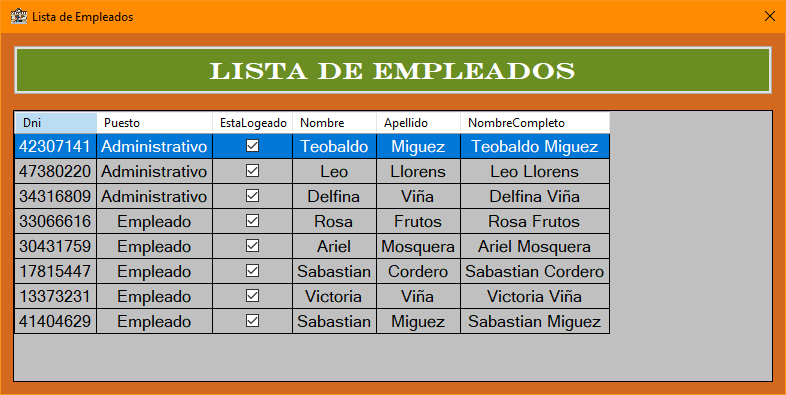 Lista de Empleados
LISTA DE EMPLEADOS
Dni Puesto EstaLogeado Nombre Apellido NombreCompleto
42307141 Administrativo Teobaldo Miguez Teobaldo Miguez
47380220 Administrativo Leo Llorens Leo Llorens
34316809 Administrativo Delfina Viña Delfina Viña
33066616 Empleado Rosa Frutos Rosa Frutos
30431759 Empleado Ariel Mosquera Ariel Mosquera
17815447 Empleado Sabastian Cordero Sabastian Cordero
13373231 Empleado Victoria Viña Victoria Viña
41404629 Empleado Sabastian Miguez Sabastian Miguez